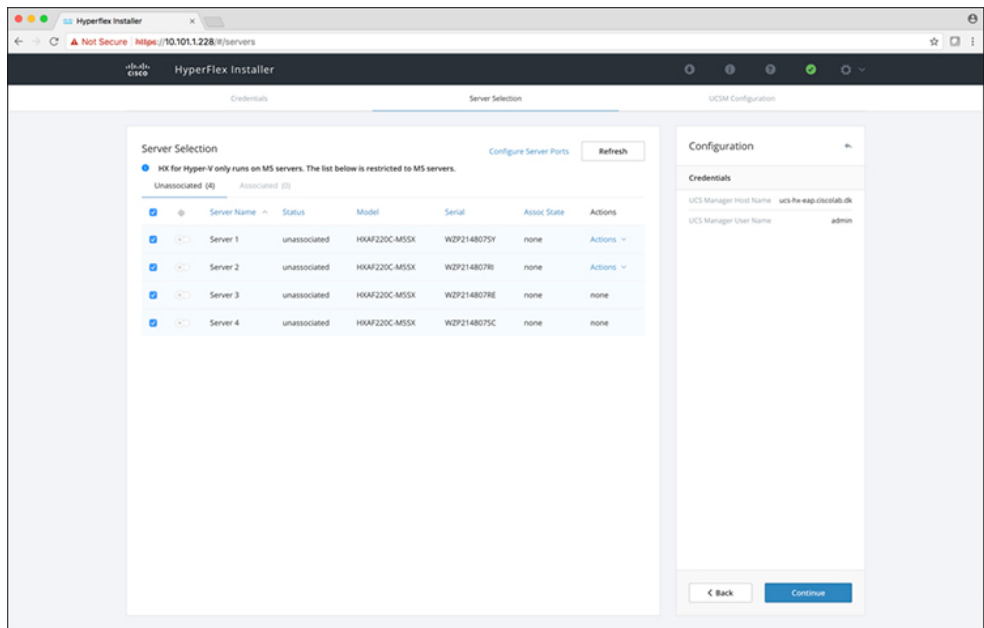 Hyperflex Installer
Not Secure https://10.101.1.228/#/servers
cisco HyperFlex Installer
Credentials Server Selection UCSM Configuration
Server Selection Configure Server Ports Refresh
HX for Hyper-V only runs on M5 servers. The list below is restricted to M5 servers.
Unassociated (4) Associated (0)
Server Name Status Model Serial Assoc State Actions
Server 1 unassociated HXAF220C-M5SX WZP214807SY none Actions
Server 2 unassociated HXAF220C-M5SX WZP214807RI none Actions
Server 3 unassociated HXAF220C-M5SX WZP214807RE none none
Server 4 unassociated HXAF220C-M5SX WZP214807SC none none
Configuration
Credentials
UCS Manager Host Name ucs-hx-eap.ciscolab.dk
UCS Manager User Name admin
< Back Continue